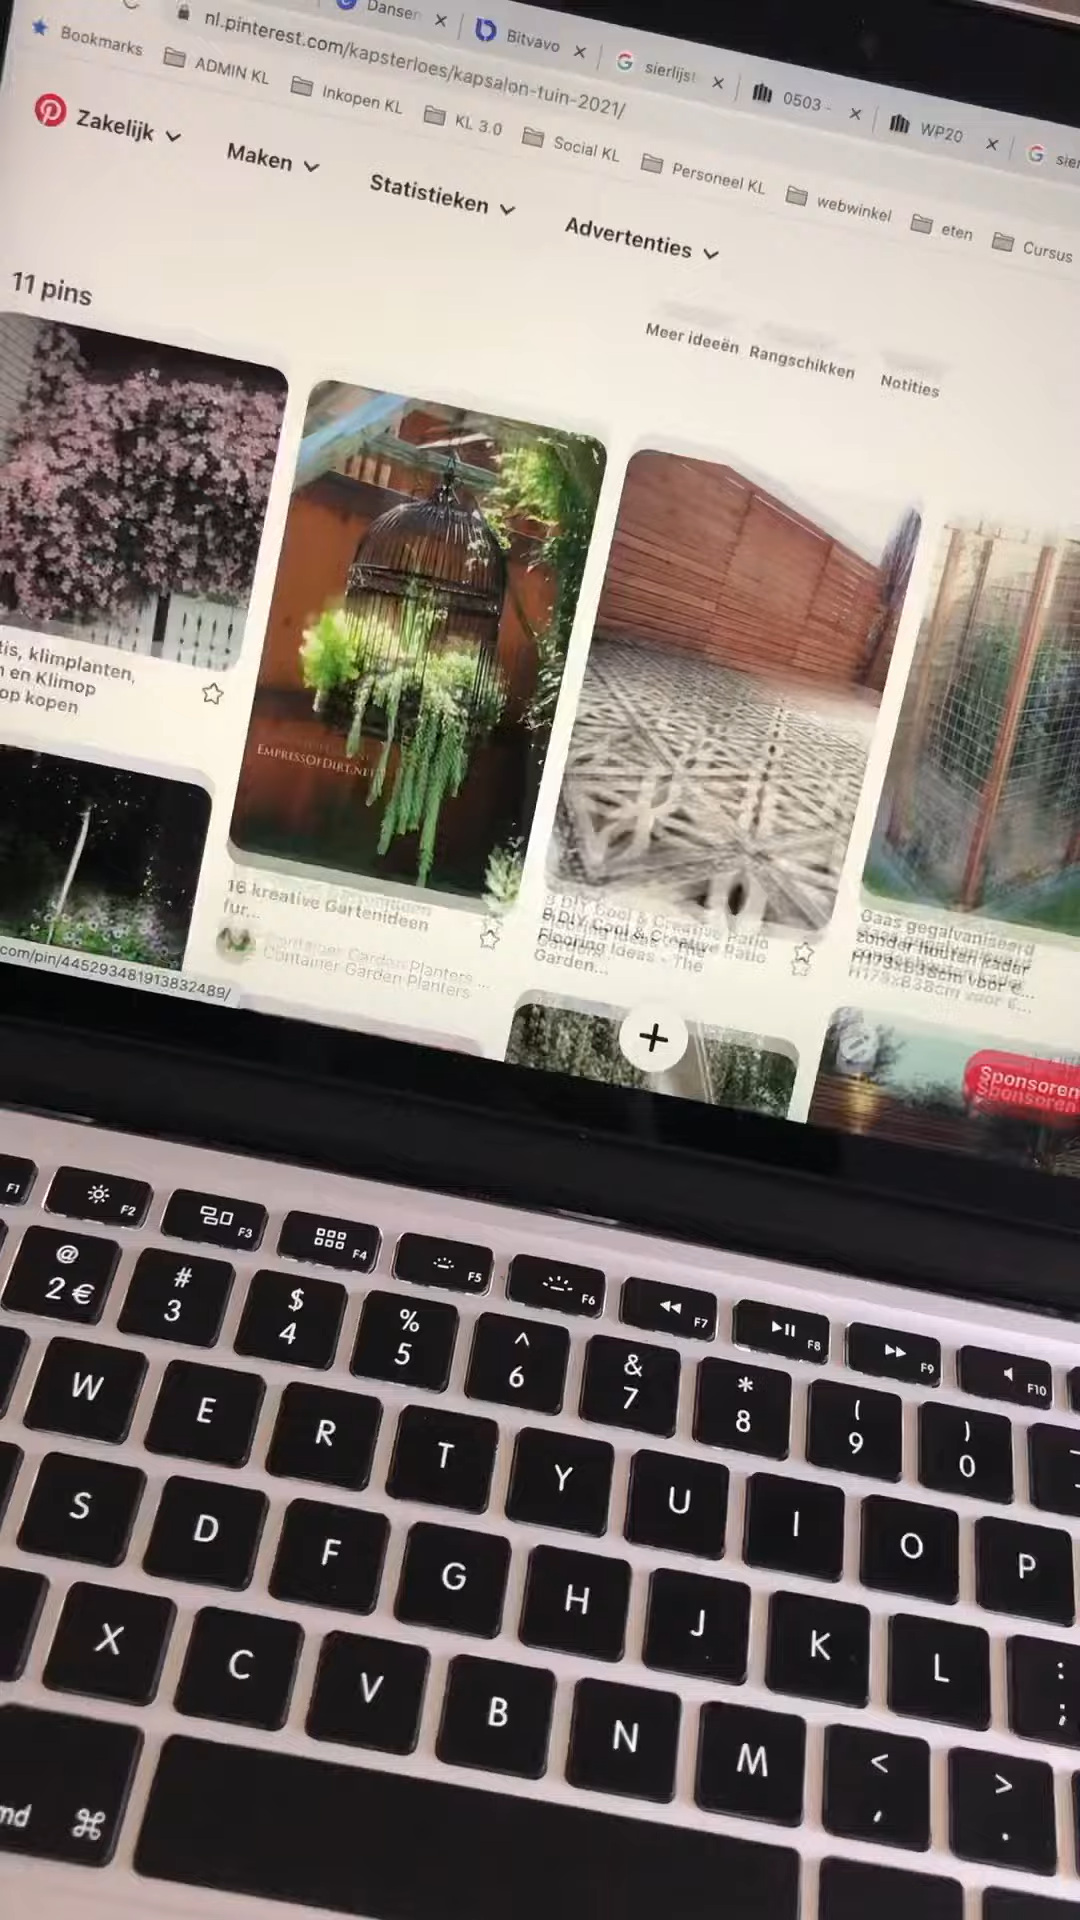 Dansen
Bitvavo
sierlijst
0503 -
WP20
sier
nl.pinterest.com/kapsterloes/kapsalon-tuin-2021/
Bookmarks
ADMIN KL
Inkopen KL
KL 3.0
Social KL
Personeel KL
webwinkel
eten
Cursus
Zakelijk
Maken
Statistieken
Advertenties
11 pins
Meer ideeën
Rangschikken
Notities
tis, klimplanten,
n en Klimop
op kopen
EMPRESSOFDIRT.NET
16 kreative Gartenideen
fur...
Container Garden Planters ...
8 DIY Cool & Creative Patio
Flooring Ideas - The
Garden...
Gaas gegalvaniseerd
zonder houten kader
H179xB38cm voor €...
com/pin/445293481913832489/
+
Sponsoren
F1
F2
F3
F4
F5
F6
F7
F8
F9
F10
@
2 €
#
3
$
4
%
5
^
6
&
7
*
8
(
9
)
0
W
E
R
T
Y
U
I
O
P
S
D
F
G
H
J
K
L
:
;
X
C
V
B
N
M
<
,
>
.
md
⌘